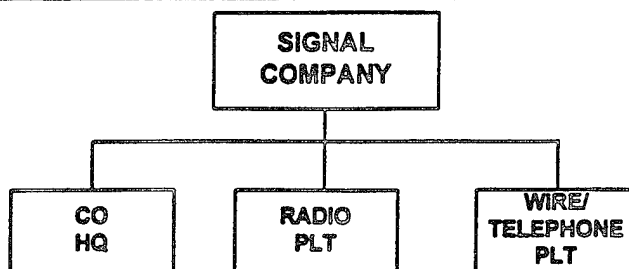 SIGNAL
COMPANY
CO
HQ
RADIO
PLT
WIRE/
TELEPHONE
PLT